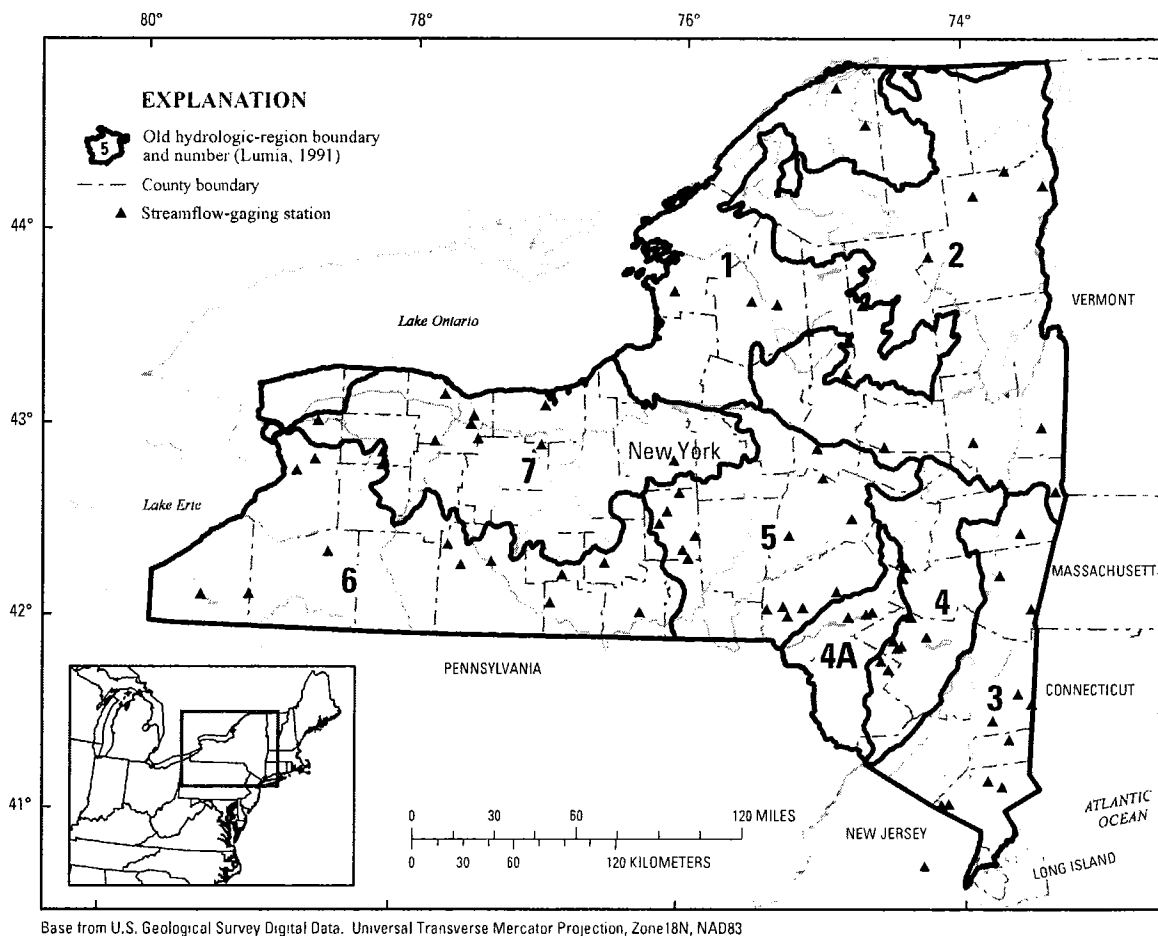 80°
78°
76°
74°
EXPLANATION
5
Old hydrologic-region boundary
and number (Lumia, 1991)
County boundary
Streamflow-gaging station
44°
43°
42°
41°
1
2
VERMONT
Lake Ontario
New York
7
Lake Erie
5
6
MASSACHUSETTS
4
4A
PENNSYLVANIA
3
CONNECTICUT
0 30 60 120 MILES
0 30 60 120 KILOMETERS
NEW JERSEY
ATLANTIC
OCEAN
LONG ISLAND
Base from U.S. Geological Survey Digital Data. Universal Transverse Mercator Projection, Zone18N, NAD83